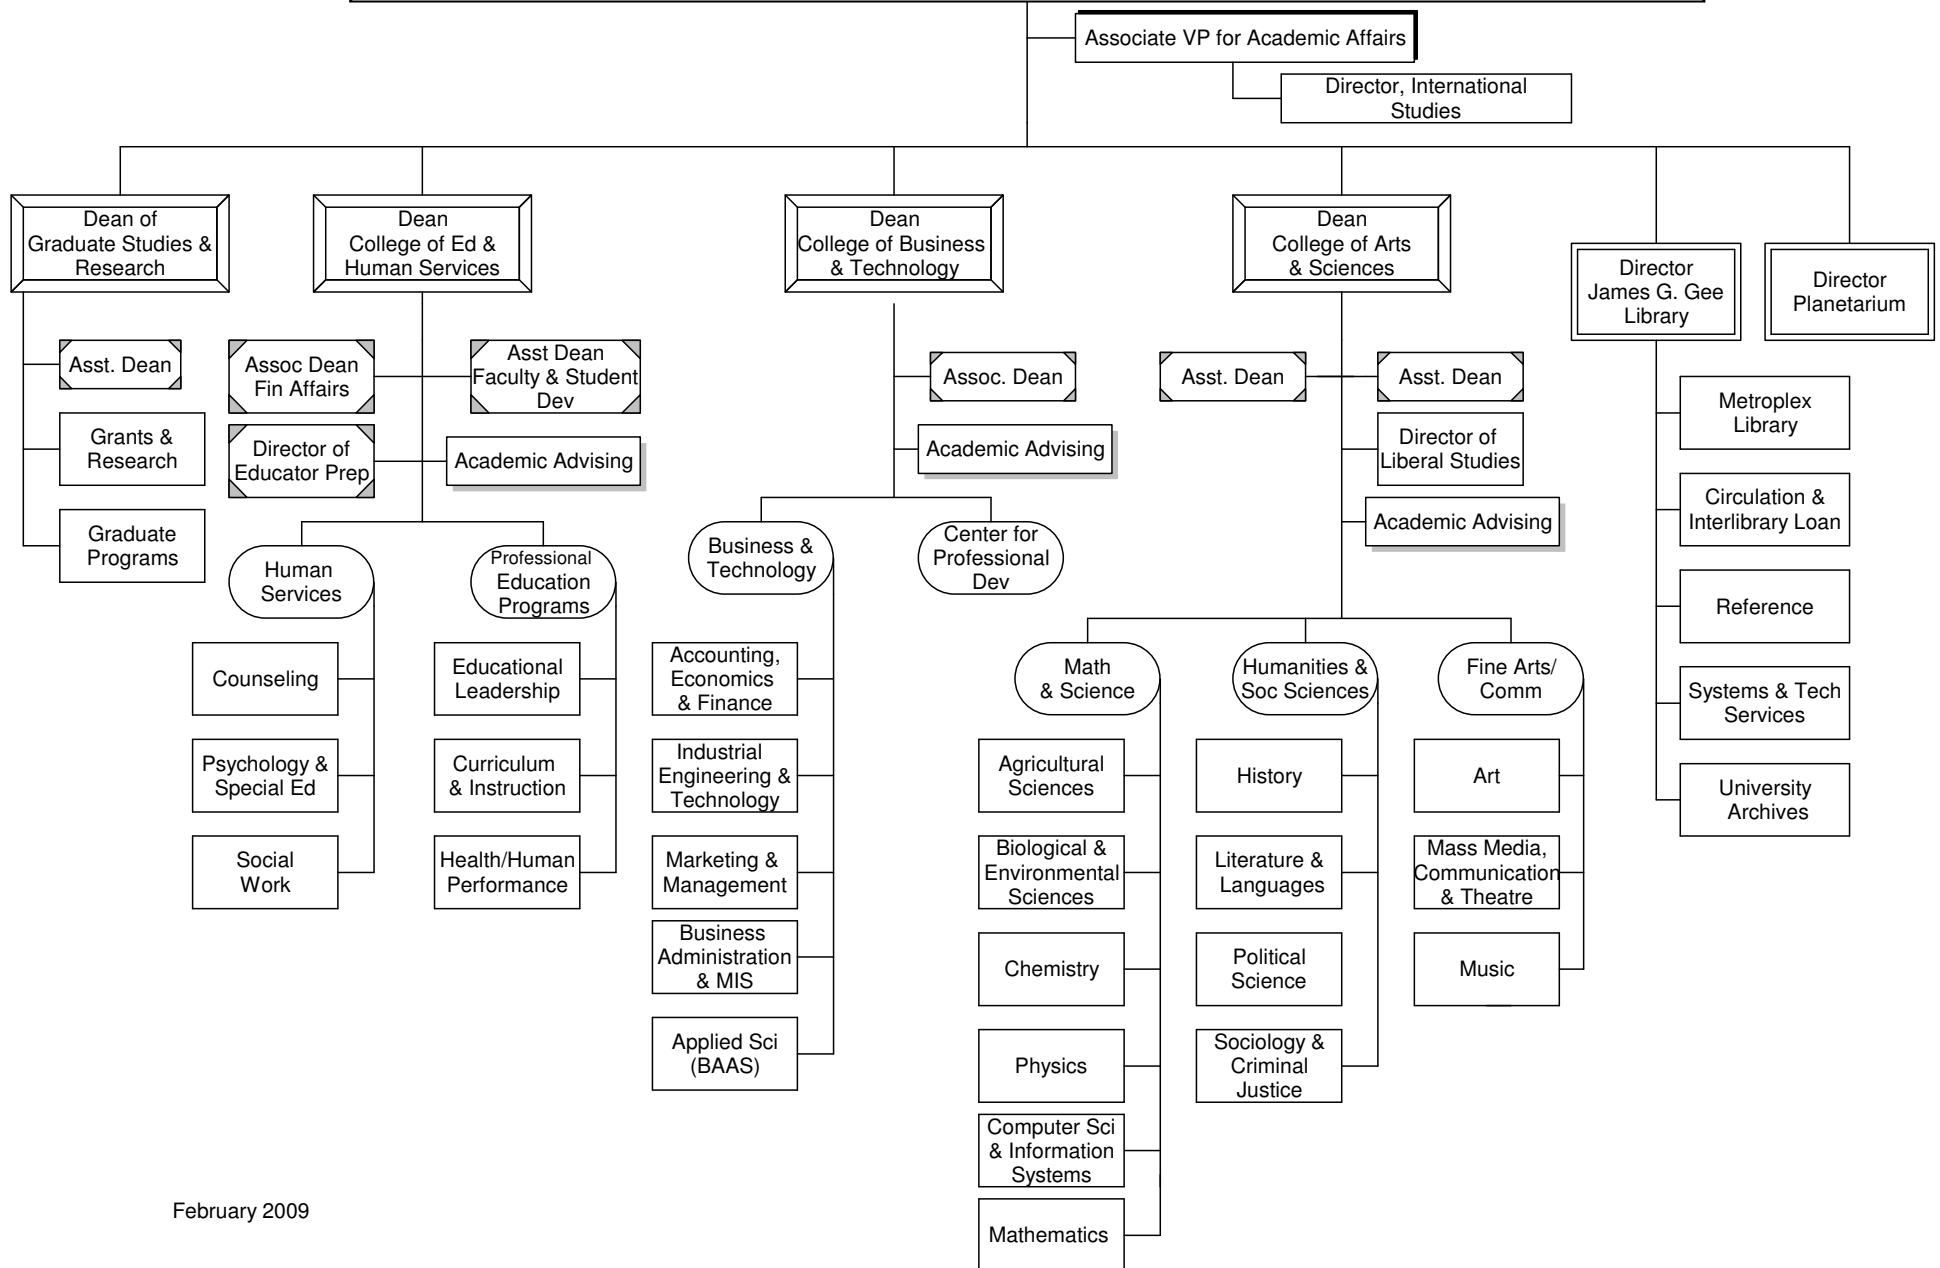 Associate VP for Academic Affairs
Director, International
Studies
Dean of
Graduate Studies &
Research
Dean
College of Ed &
Human Services
Dean
College of Business
& Technology
Dean
College of Arts
& Sciences
Director
James G. Gee
Library
Director
Planetarium
Asst. Dean
Grants &
Research
Graduate
Programs
Assoc Dean
Fin Affairs
Asst Dean
Faculty & Student
Dev
Director of
Educator Prep
Academic Advising
Human
Services
Counseling
Psychology &
Special Ed
Social
Work
Professional
Education
Programs
Educational
Leadership
Curriculum
& Instruction
Health/Human
Performance
Assoc. Dean
Academic Advising
Business &
Technology
Center for
Professional
Dev
Accounting,
Economics
& Finance
Industrial
Engineering &
Technology
Marketing &
Management
Business
Administration
& MIS
Applied Sci
(BAAS)
Asst. Dean
Asst. Dean
Director of
Liberal Studies
Academic Advising
Math
& Science
Agricultural
Sciences
Biological &
Environmental
Sciences
Chemistry
Physics
Computer Sci
& Information
Systems
Mathematics
Humanities &
Soc Sciences
History
Literature &
Languages
Political
Science
Sociology &
Criminal
Justice
Fine Arts/
Comm
Art
Mass Media,
Communication
& Theatre
Music
Metroplex
Library
Circulation &
Interlibrary Loan
Reference
Systems & Tech
Services
University
Archives
February 2009